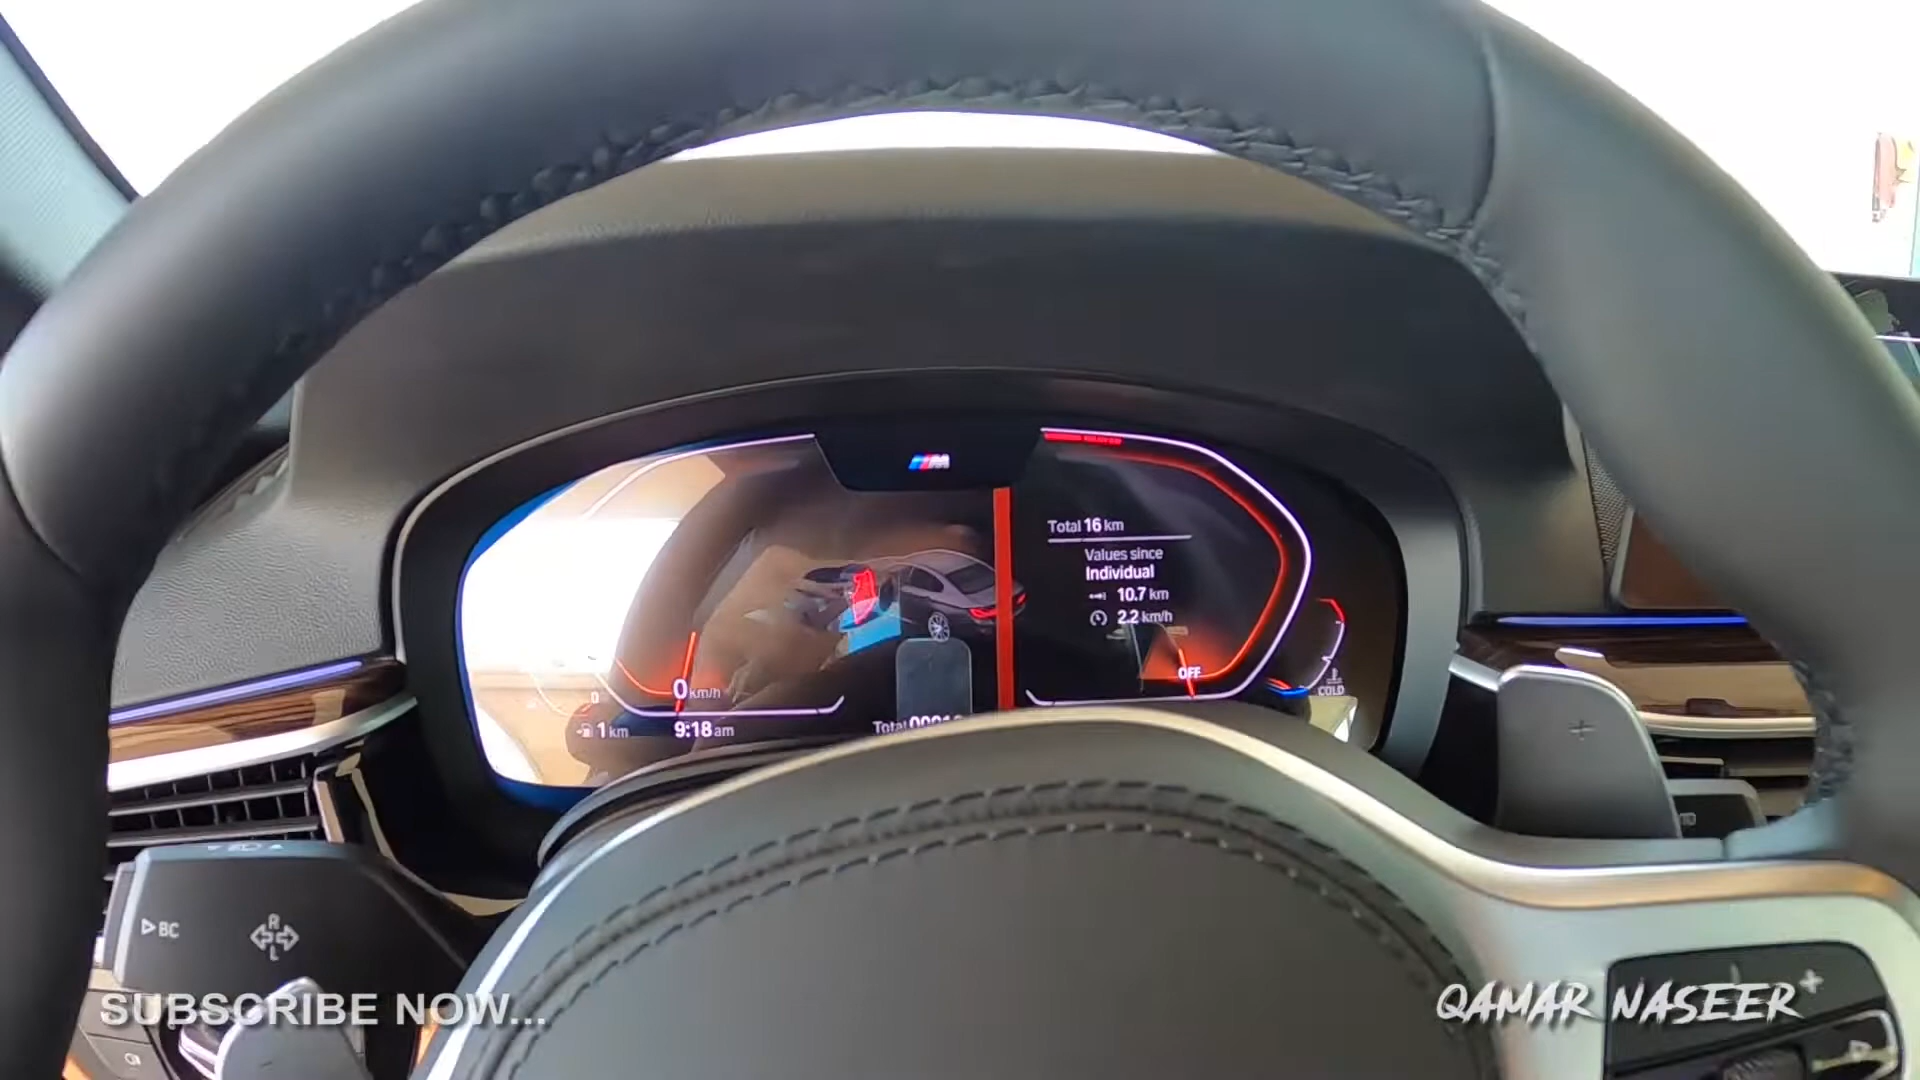 M
Total 16 km
Values since
Individual
10.7 km
2.2 km/h
OFF
0 km/h
0
COLD
1 km
9:18 am
Total
BC
R
L
SUBSCRIBE NOW...
QAMAR NASEER